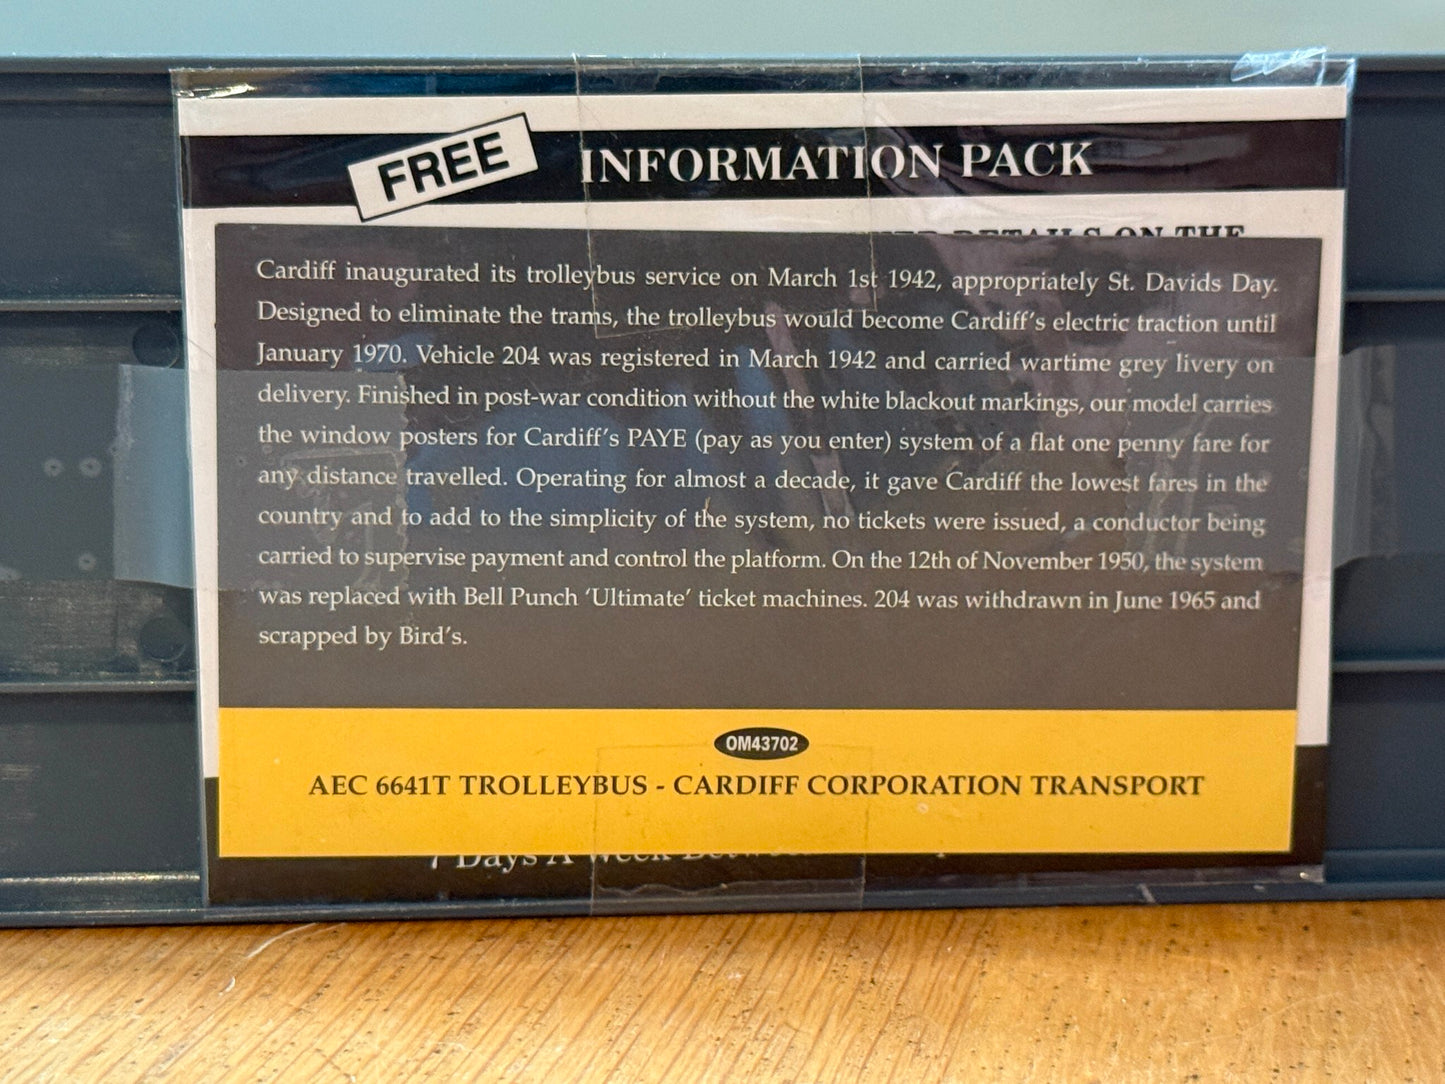 FREE
INFORMATION PACK
DETAILS ON THE
Cardiff inaugurated its trolleybus service on March 1st 1942, appropriately St. Davids Day.
Designed to eliminate the trams, the trolleybus would become Cardiff's electric traction until
January 1970. Vehicle 204 was registered in March 1942 and carried wartime grey livery on
delivery. Finished in post-war condition without the white blackout markings, our model carries
the window posters for Cardiff's PAYE (pay as you enter) system of a flat one penny fare for
any distance travelled. Operating for almost a decade, it gave Cardiff the lowest fares in the
country and to add to the simplicity of the system, no tickets were issued, a conductor being
carried to supervise payment and control the platform. On the 12th of November 1950, the system
was replaced with Bell Punch ‘Ultimate’ ticket machines. 204 was withdrawn in June 1965 and
scrapped by Bird's.
OM43702
AEC 6641T TROLLEYBUS - CARDIFF CORPORATION TRANSPORT
7 Days A Week